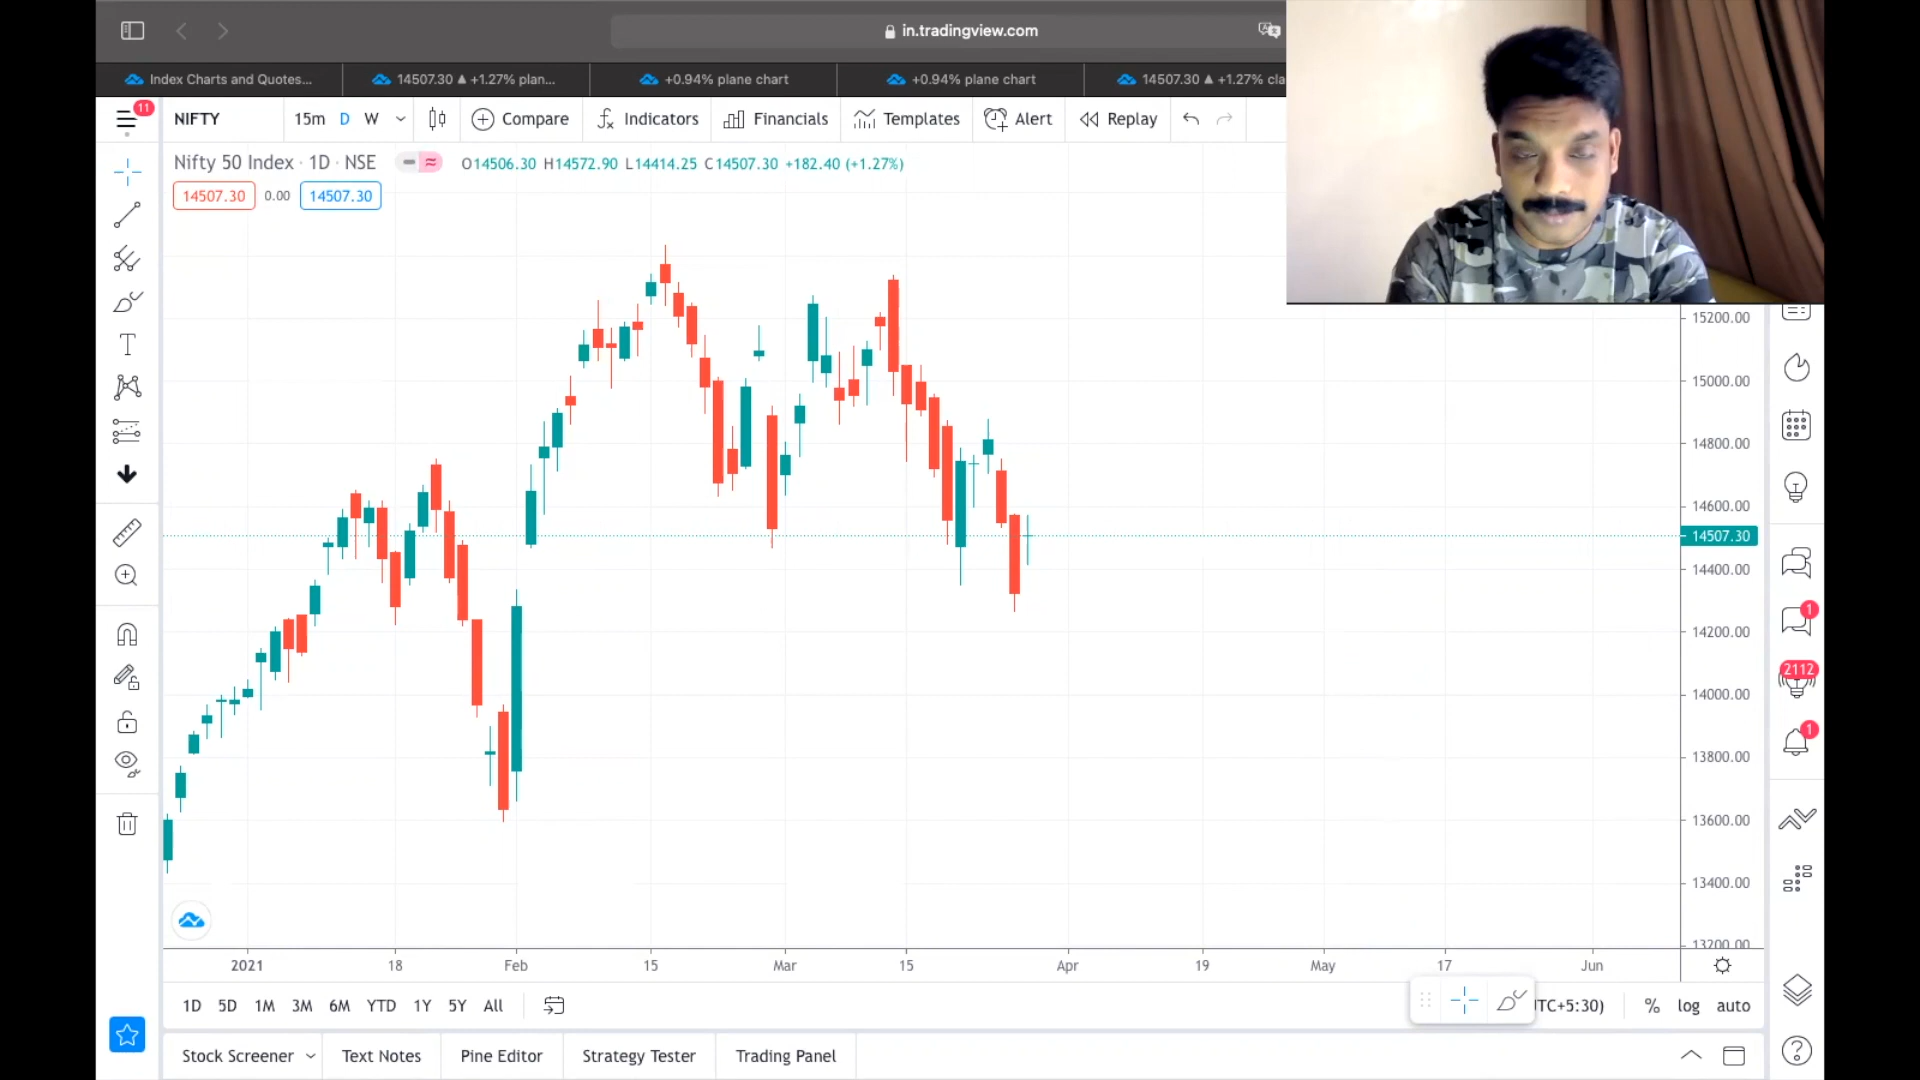 in.tradingview.com
Index Charts and Quotes...
14507.30 ▲ +1.27% plan...
+0.94% plane chart
+0.94% plane chart
14507.30 ▲ +1.27% cla
11
NIFTY
15m D W
Compare
Indicators
Financials
Templates
Alert
Replay
Nifty 50 Index · 1D · NSE
O14506.30 H14572.90 L14414.25 C14507.30 +182.40 (+1.27%)
14507.30 0.00 14507.30
15200.00
15000.00
14800.00
14600.00
14507.30
14400.00
14200.00
14000.00
13800.00
13600.00
13400.00
13200.00
1
2112
1
2021 18 Feb 15 Mar 15 Apr 19 May 17 Jun
1D 5D 1M 3M 6M YTD 1Y 5Y All
TC+5:30) % log auto
Stock Screener Text Notes Pine Editor Strategy Tester Trading Panel